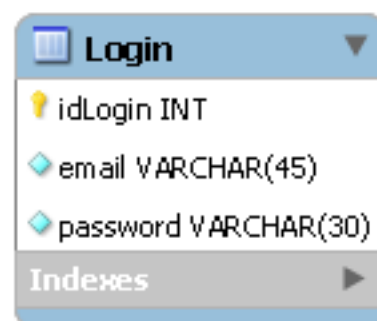 Login
idLogin INT
email VARCHAR(45)
password VARCHAR(30)
Indexes